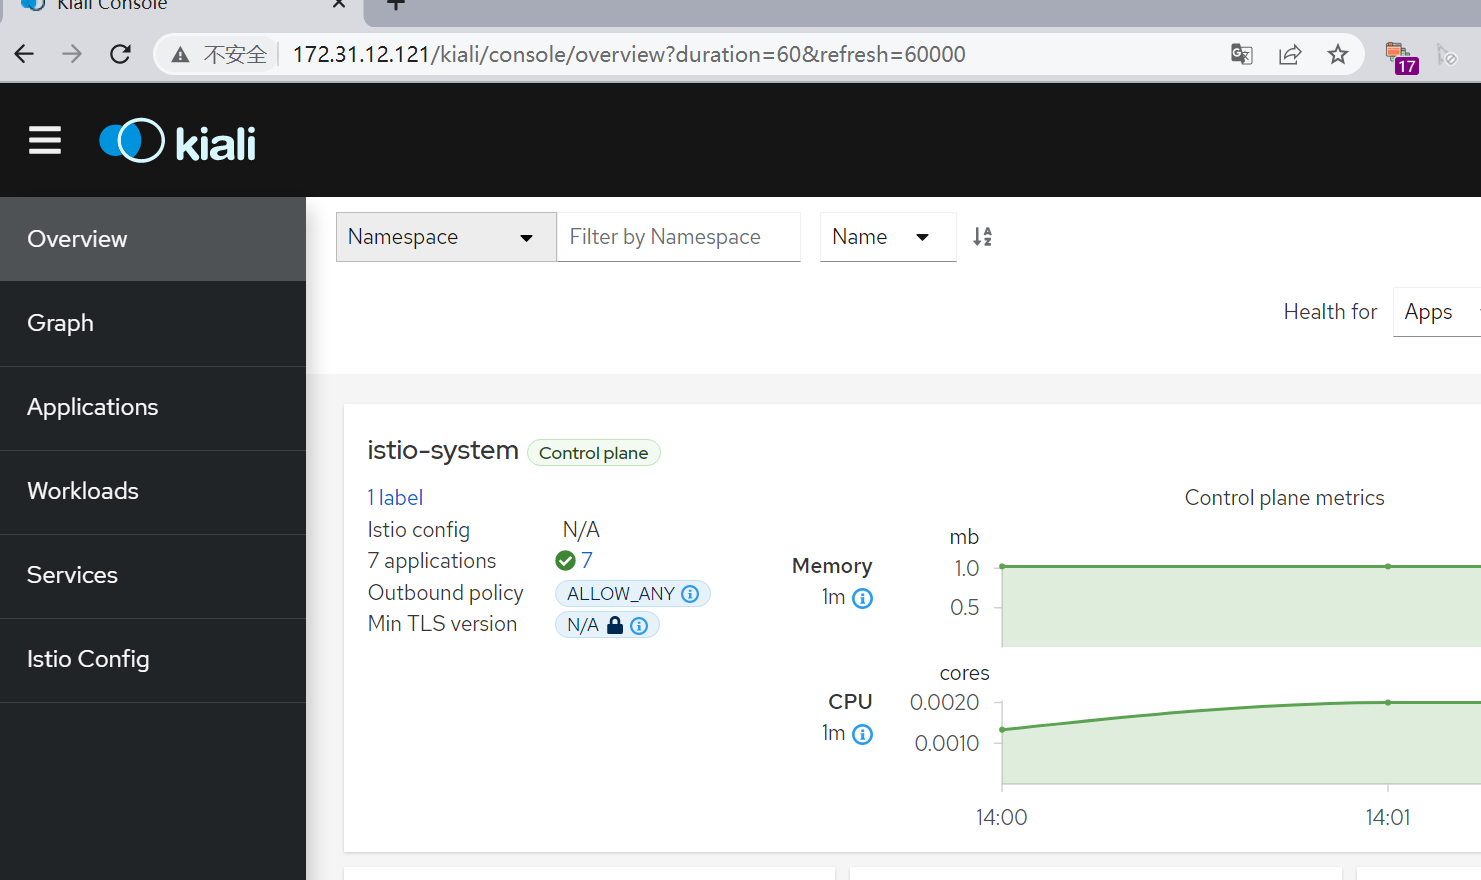 Kiali Console
不安全 172.31.12.121/kiali/console/overview?duration=60&refresh=60000
17
kiali
Overview
Graph
Applications
Workloads
Services
Istio Config
Namespace
Filter by Namespace
Name
Health for
Apps
istio-system Control plane
1 label
Istio config N/A
7 applications 7
Outbound policy ALLOW_ANY
Min TLS version N/A
Control plane metrics
Memory
1m
mb
1.0
0.5
CPU
1m
cores
0.0020
0.0010
14:00
14:01